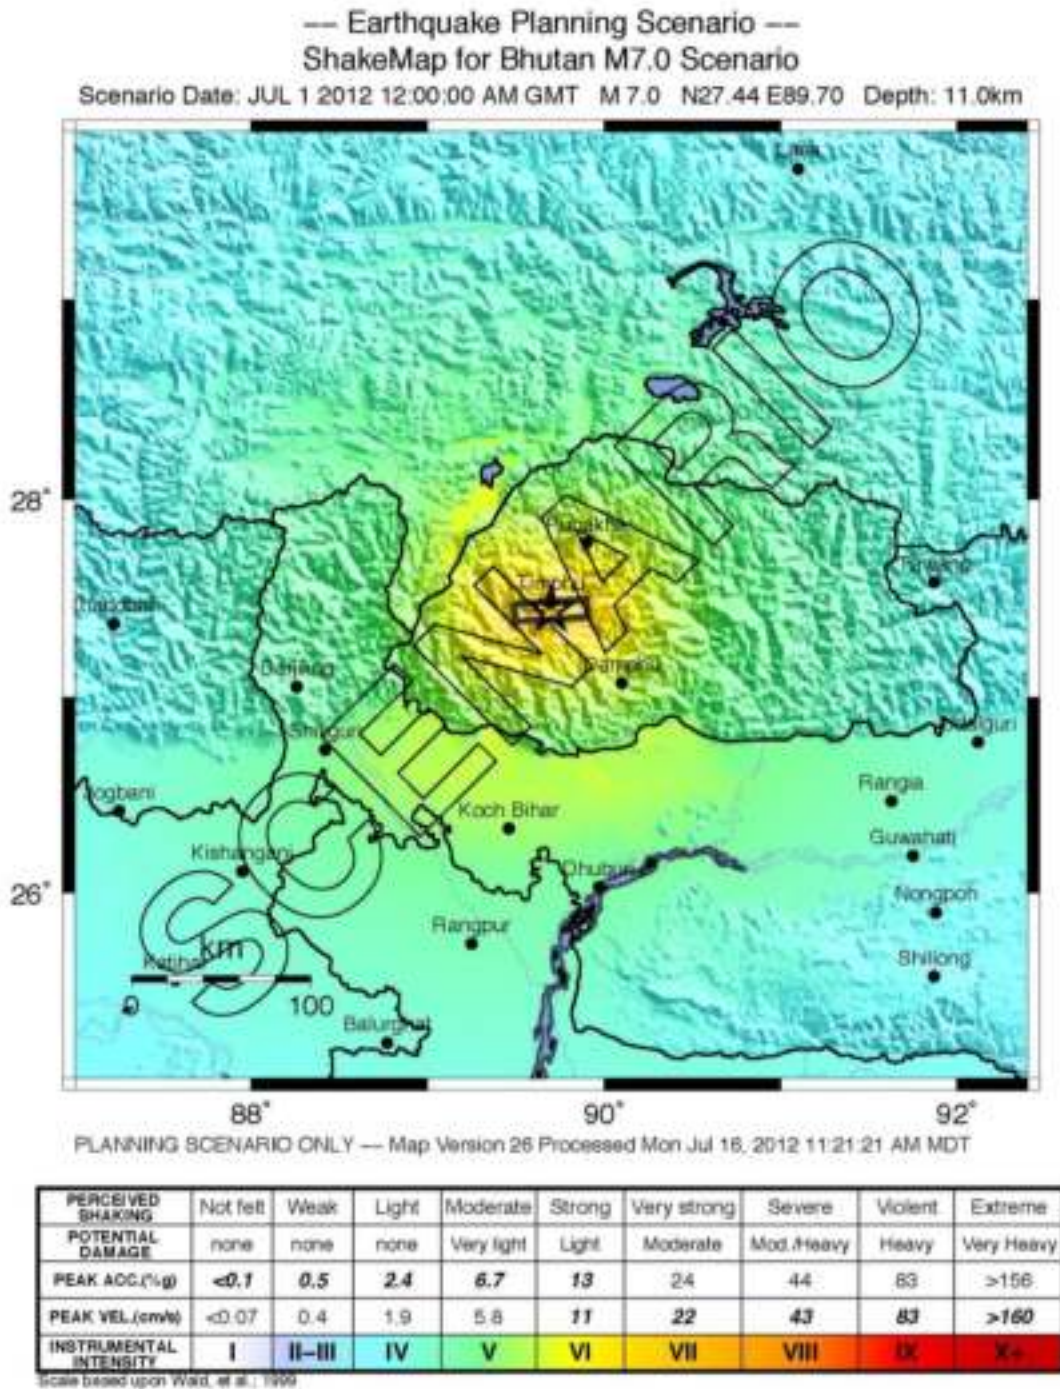 -- Earthquake Planning Scenario --
ShakeMap for Bhutan M7.0 Scenario
Scenario Date: JUL 1 2012 12:00:00 AM GMT M 7.0 N27.44 E89.70 Depth: 11.0km
28°
Siliguri
Jogbani
Koch Bihar
Rangia
Guwahati
Kishanganj
Dhuburi
26°
Nongpoh
Rangpur
Shillong
km
0 100
Balurghat
SCENARIO
88° 90° 92°
PLANNING SCENARIO ONLY -- Map Version 26 Processed Mon Jul 16, 2012 11:21:21 AM MDT
PERCEIVED SHAKING Not felt Weak Light Moderate Strong Very strong Severe Violent Extreme
POTENTIAL DAMAGE none none none Very light Light Moderate Mod./Heavy Heavy Very Heavy
PEAK ACC.(%g) <0.1 0.5 2.4 6.7 13 24 44 83 >156
PEAK VEL.(cm/s) <0.07 0.4 1.9 5.8 11 22 43 83 >160
INSTRUMENTAL INTENSITY I II–III IV V VI VII VIII IX X+
Scale based upon Wald, et al.; 1999